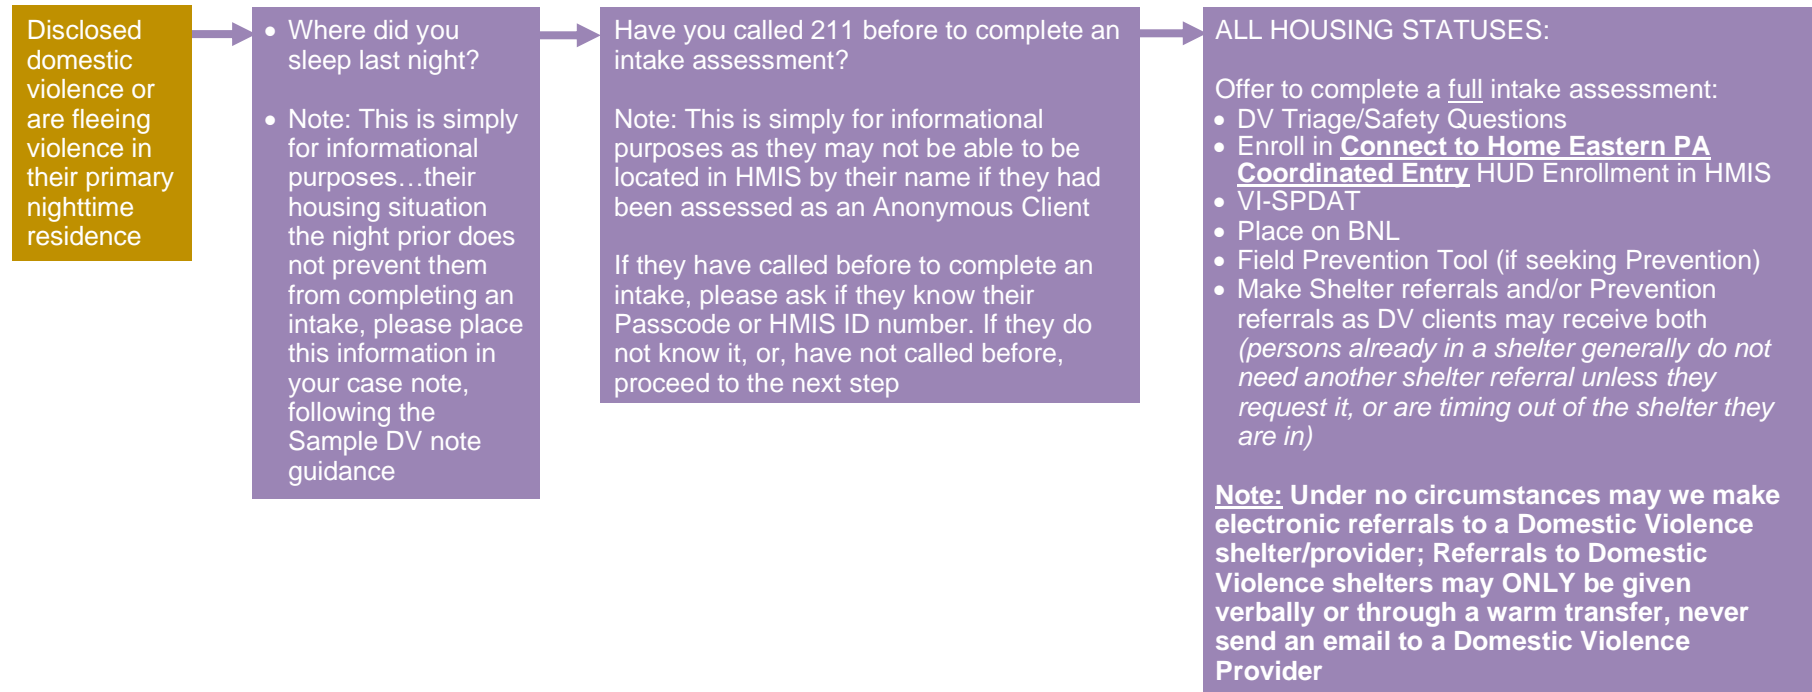 Disclosed
domestic
violence or
are fleeing
violence in
their primary
nighttime
residence
• Where did you
sleep last night?
• Note: This is simply
for informational
purposes…their
housing situation
the night prior does
not prevent them
from completing an
intake, please place
this information in
your case note,
following the
Sample DV note
guidance
Have you called 211 before to complete an
intake assessment?
Note: This is simply for informational
purposes as they may not be able to be
located in HMIS by their name if they had
been assessed as an Anonymous Client
If they have called before to complete an
intake, please ask if they know their
Passcode or HMIS ID number. If they do
not know it, or, have not called before,
proceed to the next step
ALL HOUSING STATUSES:
Offer to complete a full intake assessment:
• DV Triage/Safety Questions
• Enroll in Connect to Home Eastern PA
Coordinated Entry HUD Enrollment in HMIS
• VI-SPDAT
• Place on BNL
• Field Prevention Tool (if seeking Prevention)
• Make Shelter referrals and/or Prevention
referrals as DV clients may receive both
(persons already in a shelter generally do not
need another shelter referral unless they
request it, or are timing out of the shelter they
are in)
Note: Under no circumstances may we make
electronic referrals to a Domestic Violence
shelter/provider; Referrals to Domestic
Violence shelters may ONLY be given
verbally or through a warm transfer, never
send an email to a Domestic Violence
Provider